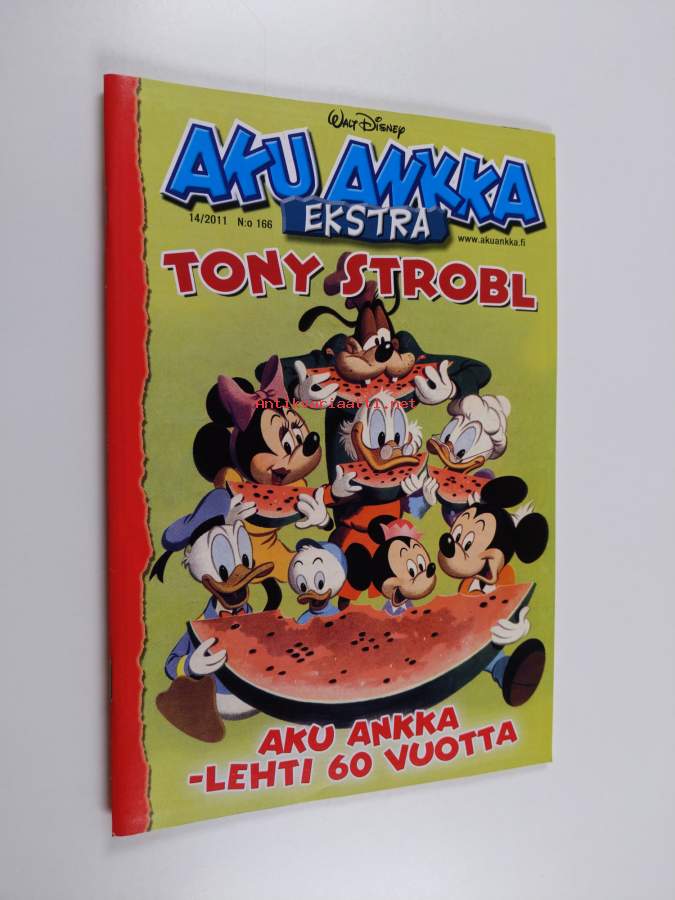 WALT DISNEY
AKU ANKKA
EKSTRA
14/2011 N:o 166
www.akuankka.fi
TONY STROBL
Antikvariaatti.net
AKU ANKKA
-LEHTI 60 VUOTTA